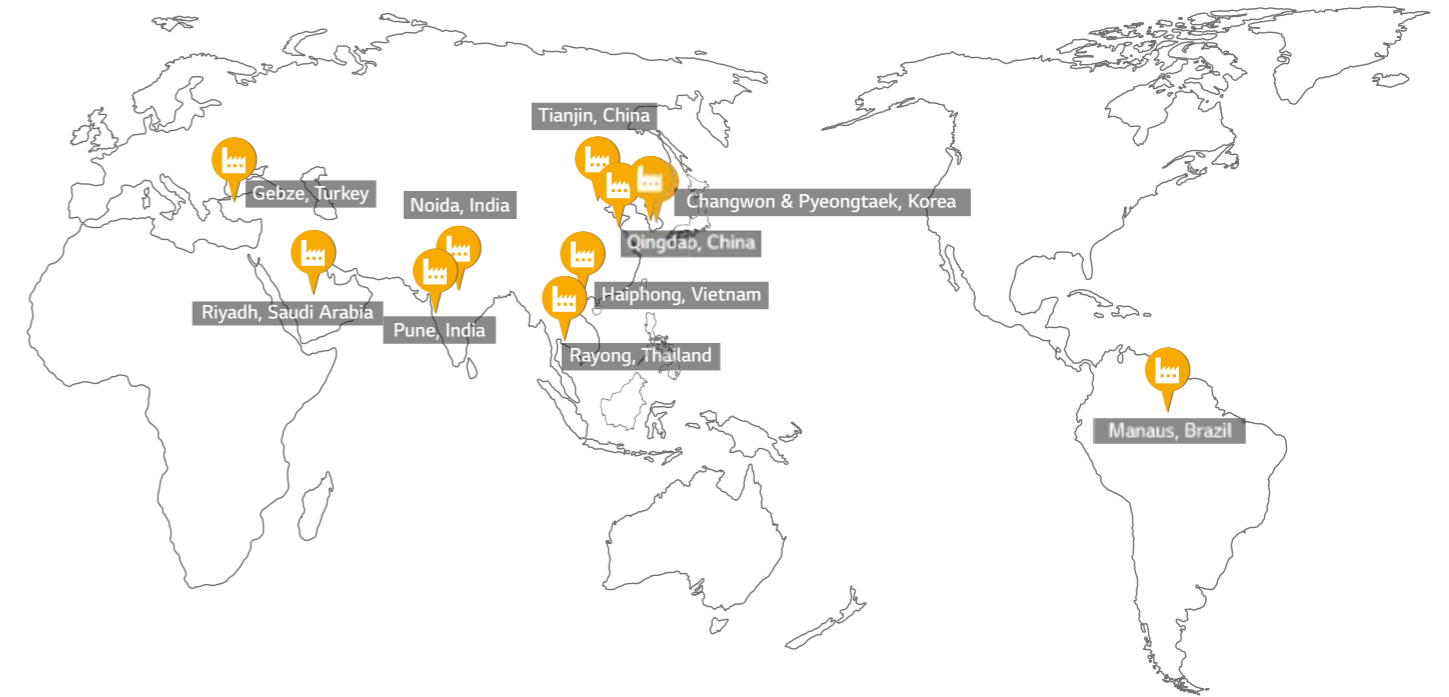 Tianjin, China
Gebze, Turkey
Noida, India
Changwon & Pyeongtaek, Korea
Qingdao, China
Haiphong, Vietnam
Riyadh, Saudi Arabia
Pune, India
Rayong, Thailand
Manaus, Brazil